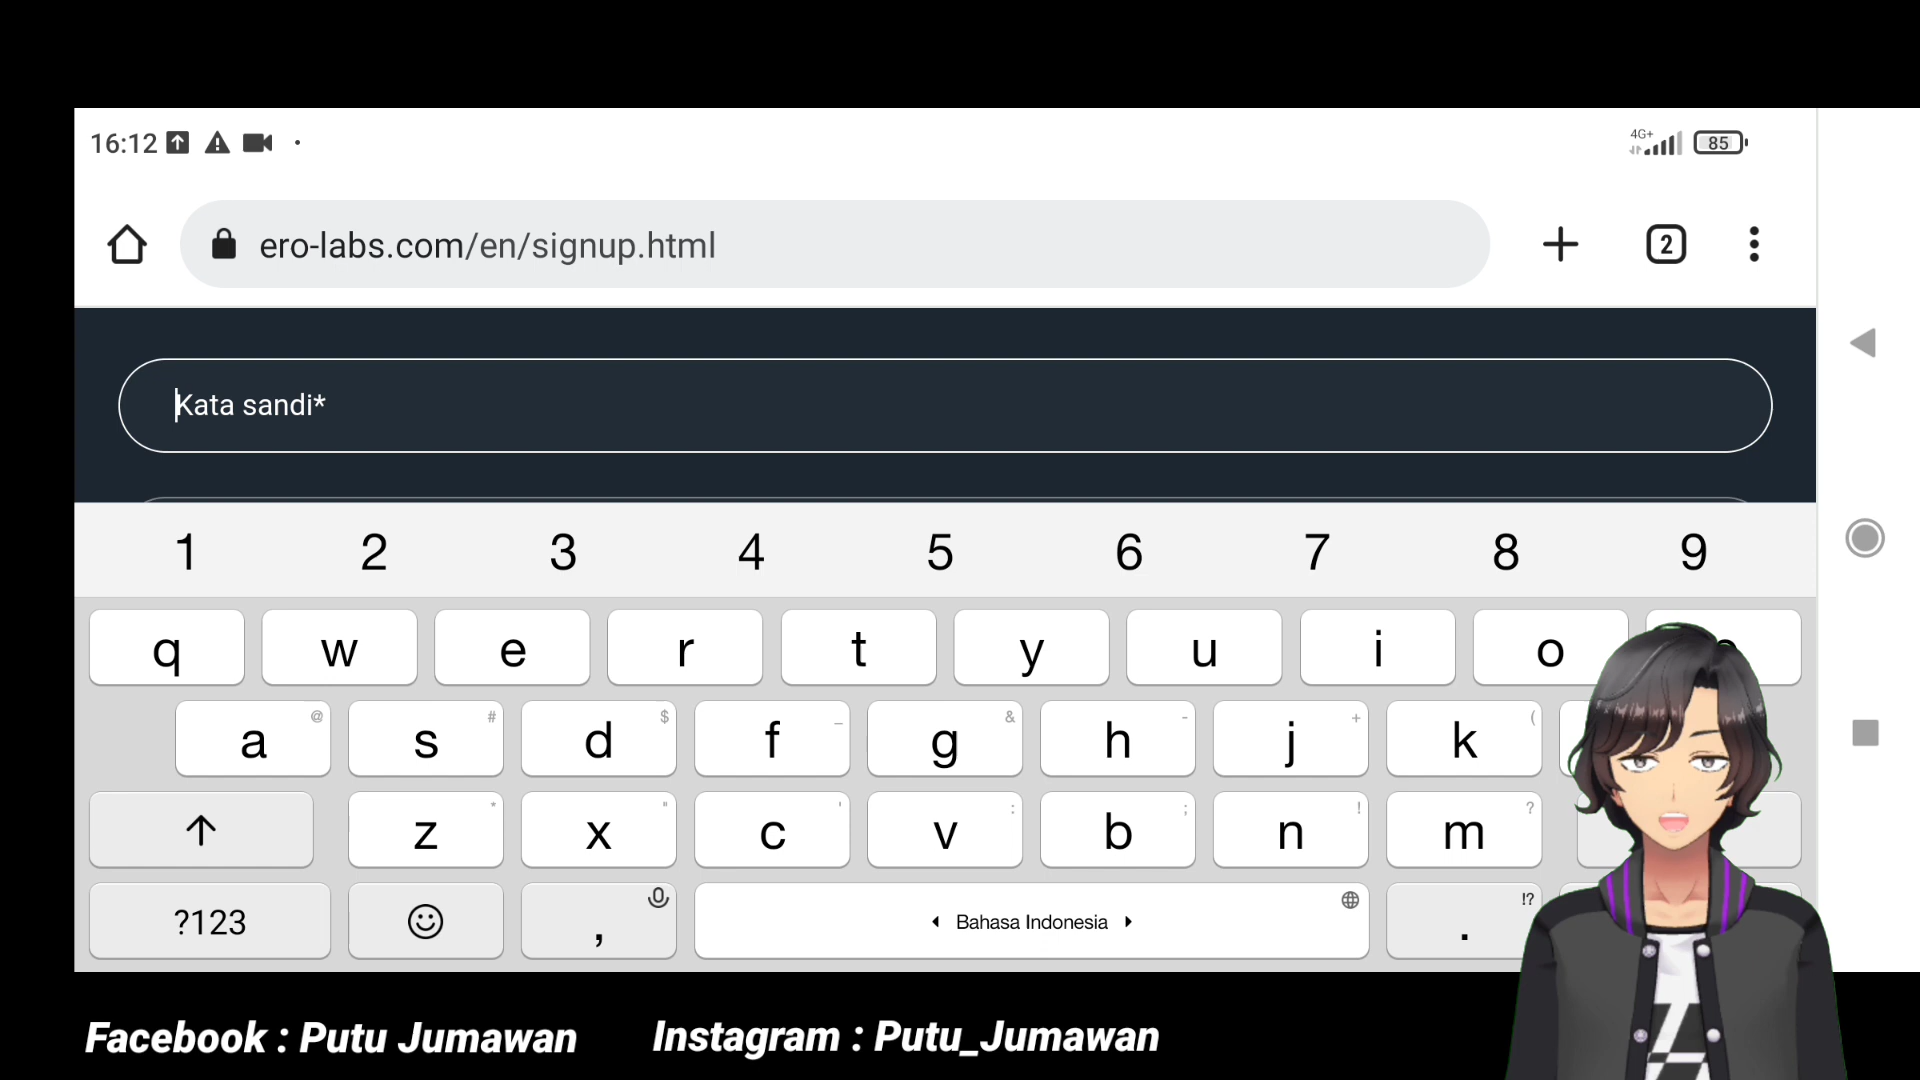 16:12
4G+
85
ero-labs.com/en/signup.html
2
Kata sandi*
1 2 3 4 5 6 7 8 9
q w e r t y u i o
a @ s # d $ f _ g & h - j + k (
z * x " c ' v : b ; n ! m ?
?123 , Bahasa Indonesia . !?
Facebook : Putu Jumawan
Instagram : Putu_Jumawan